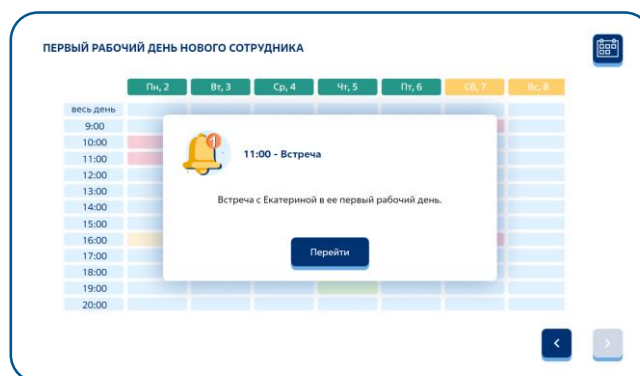 ПЕРВЫЙ РАБОЧИЙ ДЕНЬ НОВОГО СОТРУДНИКА
Пн, 2 Вт, 3 Ср, 4 Чт, 5 Пт, 6 Сб, 7 Вс, 8
весь день
9:00
10:00
11:00
12:00
13:00
14:00
15:00
16:00
17:00
18:00
19:00
20:00
1
11:00 - Встреча
Встреча с Екатериной в ее первый рабочий день.
Перейти